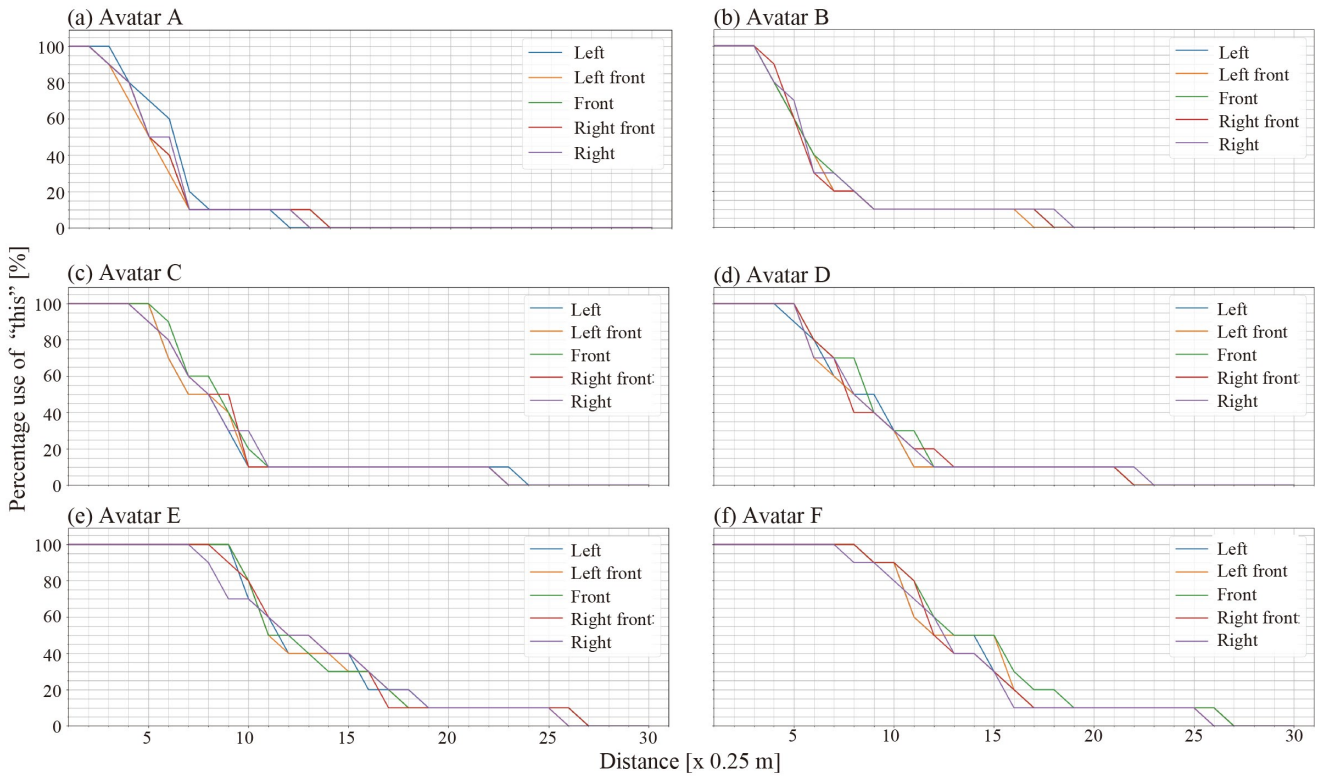 (a) Avatar A
100
80
60
40
20
0
Left
Left front
Front
Right front
Right
(b) Avatar B
Left
Left front
Front
Right front
Right
Percentage use of “this” [%]
(c) Avatar C
100
80
60
40
20
0
Left
Left front
Front
Right front:
Right
(d) Avatar D
Left
Left front
Front
Right front:
Right
(e) Avatar E
100
80
60
40
20
0
5 10 15 20 25 30
Left
Left front
Front
Right front:
Right
(f) Avatar F
5 10 15 20 25 30
Left
Left front
Front
Right front:
Right
Distance [x 0.25 m]